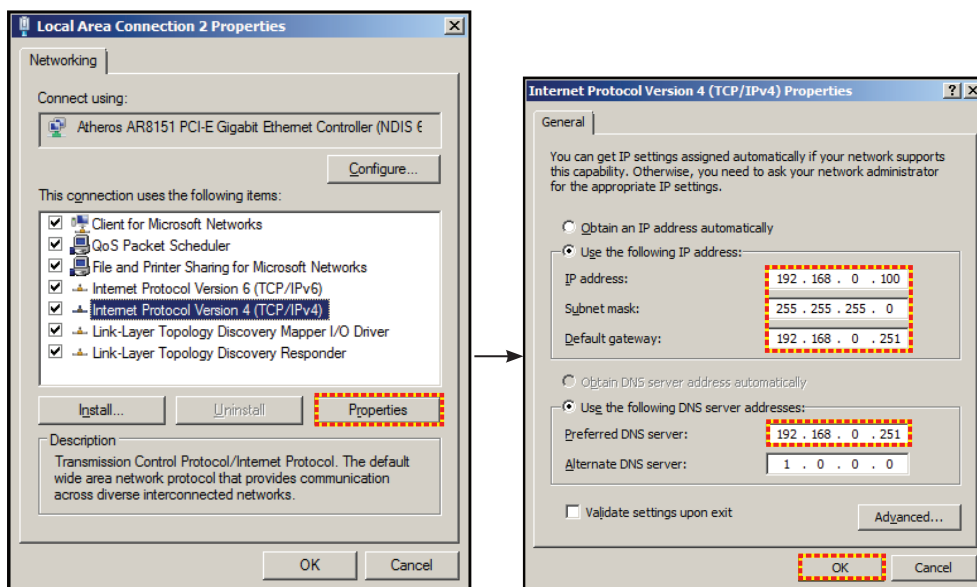 Local Area Connection 2 Properties
Networking
Connect using:
Atheros AR8151 PCI-E Gigabit Ethernet Controller (NDIS 6
Configure...
This connection uses the following items:
Client for Microsoft Networks
QoS Packet Scheduler
File and Printer Sharing for Microsoft Networks
Internet Protocol Version 6 (TCP/IPv6)
Internet Protocol Version 4 (TCP/IPv4)
Link-Layer Topology Discovery Mapper I/O Driver
Link-Layer Topology Discovery Responder
Install...
Uninstall
Properties
Description
Transmission Control Protocol/Internet Protocol. The default
wide area network protocol that provides communication
across diverse interconnected networks.
OK
Cancel
Internet Protocol Version 4 (TCP/IPv4) Properties
General
You can get IP settings assigned automatically if your network supports
this capability. Otherwise, you need to ask your network administrator
for the appropriate IP settings.
Obtain an IP address automatically
Use the following IP address:
IP address: 192 . 168 . 0 . 100
Subnet mask: 255 . 255 . 255 . 0
Default gateway: 192 . 168 . 0 . 251
Obtain DNS server address automatically
Use the following DNS server addresses:
Preferred DNS server: 192 . 168 . 0 . 251
Alternate DNS server: 1 . 0 . 0 . 0
Validate settings upon exit
Advanced...
OK
Cancel